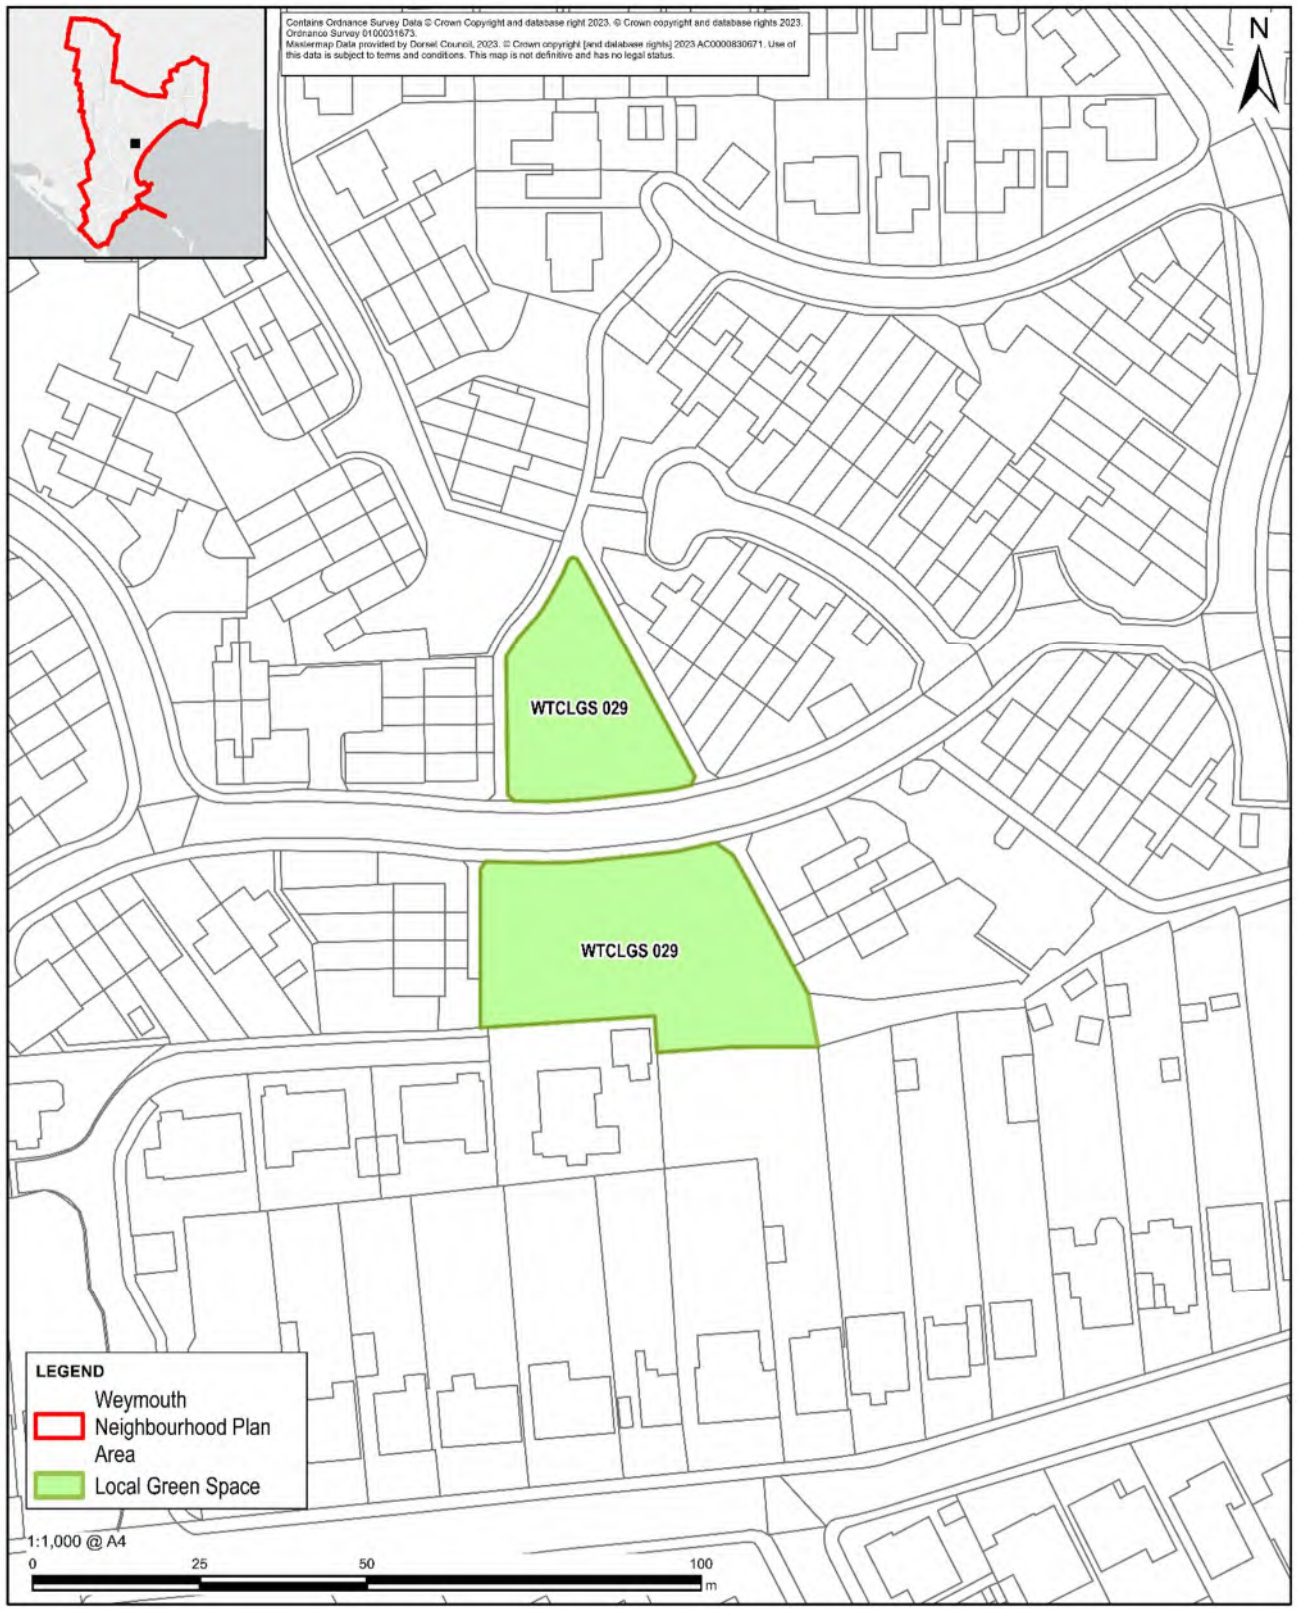 Contains Ordnance Survey Data © Crown Copyright and database right 2023. © Crown copyright and database rights 2023.
Ordnance Survey 0100031673.
Mastermap Data provided by Dorset Council, 2023. © Crown copyright [and database rights] 2023 AC0000830671. Use of
this data is subject to terms and conditions. This map is not definitive and has no legal status.
N
WTCLGS 029
WTCLGS 029
LEGEND
Weymouth
Neighbourhood Plan
Area
Local Green Space
1:1,000 @ A4
0 25 50 100
m